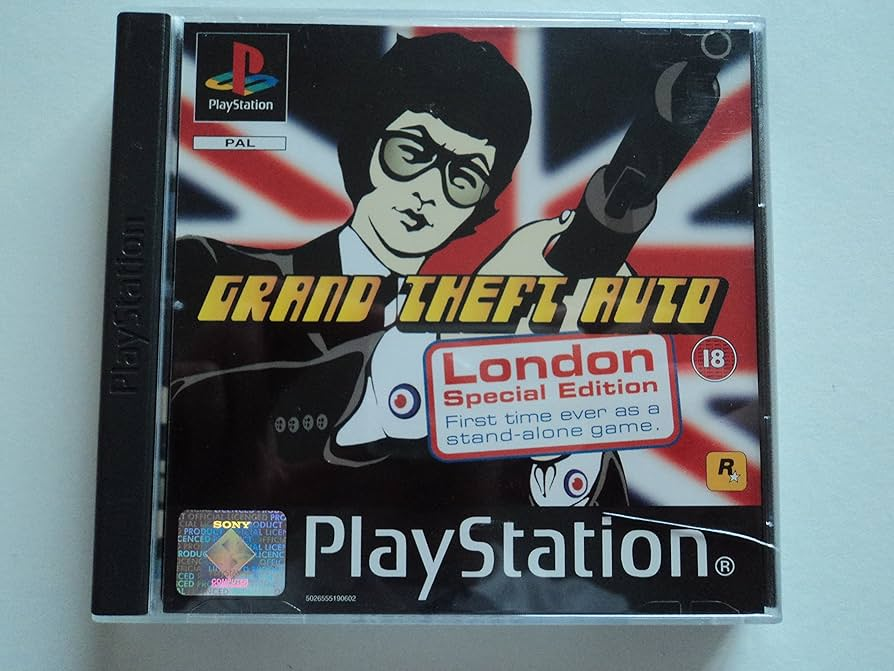 PlayStation
PlayStation
PAL
GRAND THEFT AUTO
London
Special Edition
First time ever as a
stand-alone game.
18
R
SONY
COMPUTER
PlayStation®
5026555190602